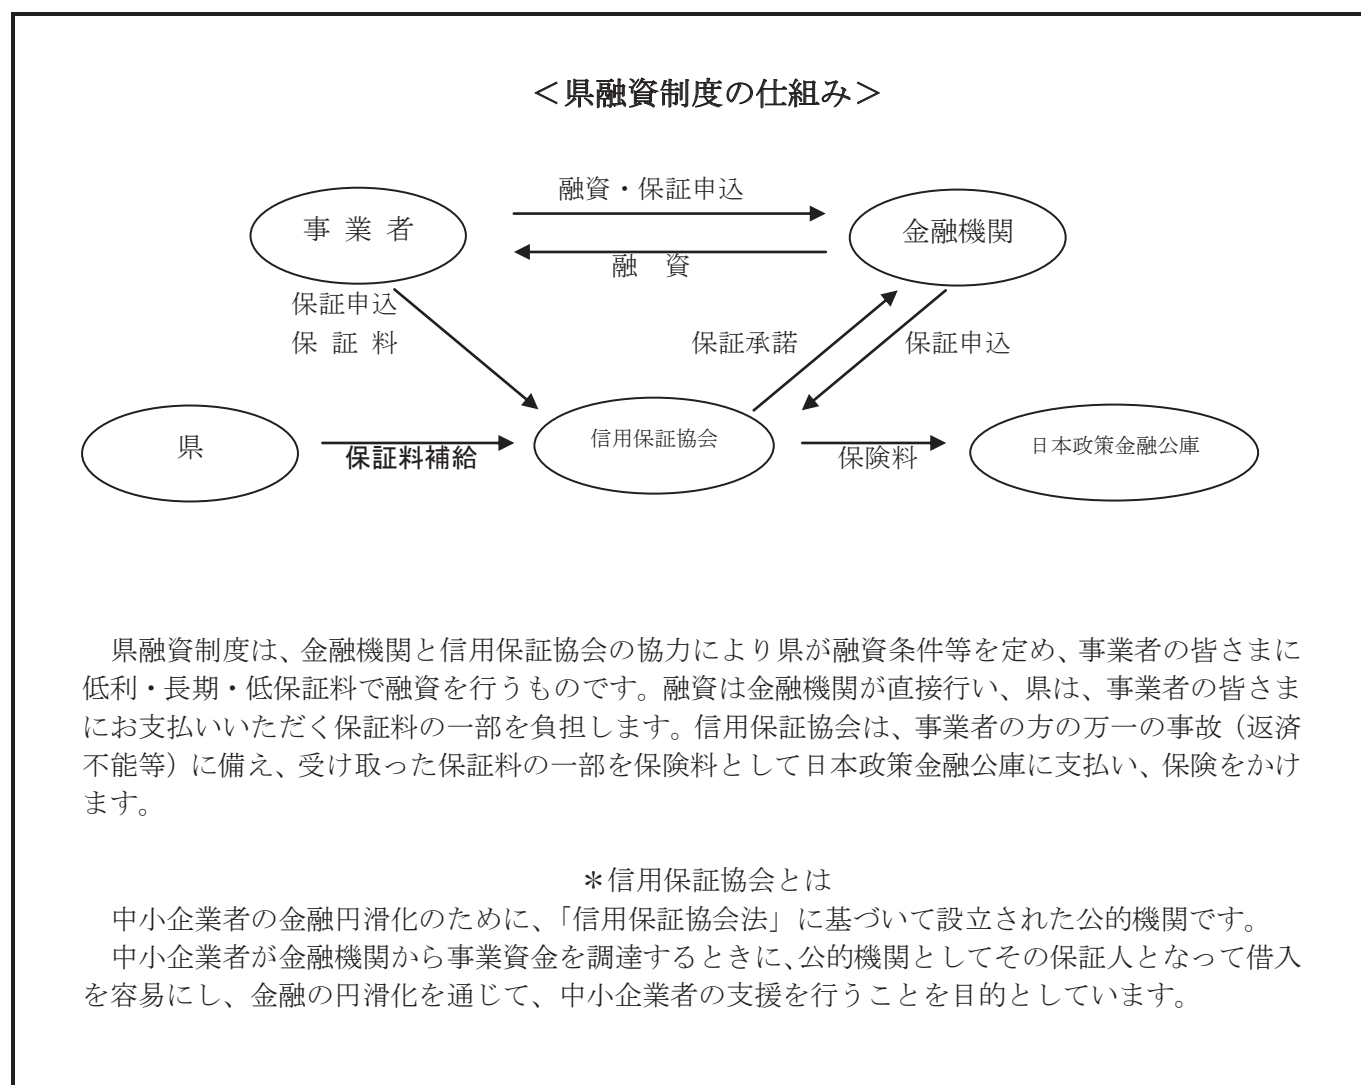 ＜県融資制度の仕組み＞
融資・保証申込
事 業 者
金融機関
融　資
保証申込
保 証 料
保証承諾
保証申込
県
保証料補給
信用保証協会
保険料
日本政策金融公庫
県融資制度は、金融機関と信用保証協会の協力により県が融資条件等を定め、事業者の皆さまに
低利・長期・低保証料で融資を行うものです。融資は金融機関が直接行い、県は、事業者の皆さま
にお支払いいただく保証料の一部を負担します。信用保証協会は、事業者の方の万一の事故（返済
不能等）に備え、受け取った保証料の一部を保険料として日本政策金融公庫に支払い、保険をかけ
ます。
＊信用保証協会とは
中小企業者の金融円滑化のために、「信用保証協会法」に基づいて設立された公的機関です。
中小企業者が金融機関から事業資金を調達するときに、公的機関としてその保証人となって借入
を容易にし、金融の円滑化を通じて、中小企業者の支援を行うことを目的としています。